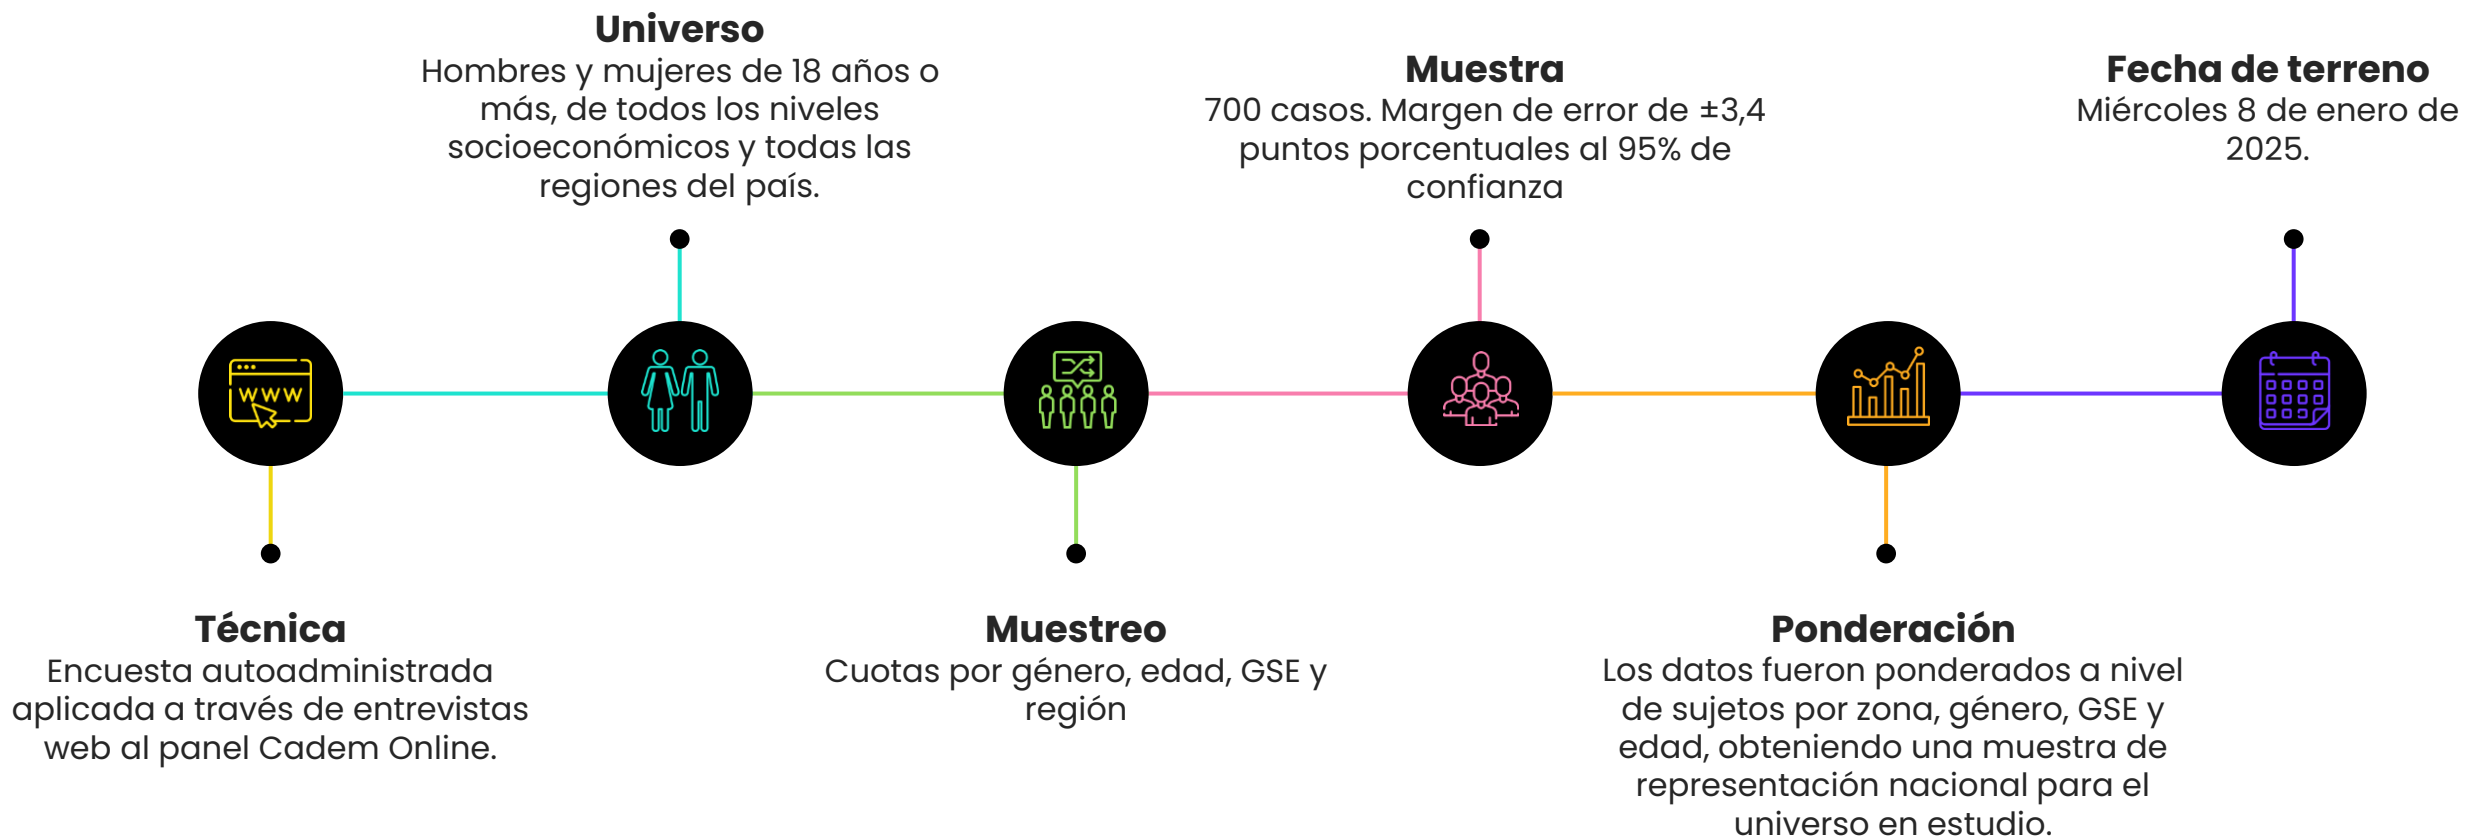 Universo
Hombres y mujeres de 18 años o
más, de todos los niveles
socioeconómicos y todas las
regiones del país.
Muestra
700 casos. Margen de error de ±3,4
puntos porcentuales al 95% de
confianza
Fecha de terreno
Miércoles 8 de enero de
2025.
WWW
Técnica
Encuesta autoadministrada
aplicada a través de entrevistas
web al panel Cadem Online.
Muestreo
Cuotas por género, edad, GSE y
región
Ponderación
Los datos fueron ponderados a nivel
de sujetos por zona, género, GSE y
edad, obteniendo una muestra de
representación nacional para el
universo en estudio.